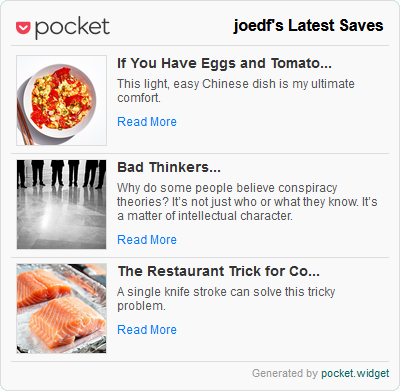 pocket
joedf's Latest Saves
If You Have Eggs and Tomato...
This light, easy Chinese dish is my ultimate
comfort.
Read More
Bad Thinkers...
Why do some people believe conspiracy
theories? It's not just who or what they know. It's
a matter of intellectual character.
Read More
The Restaurant Trick for Co...
A single knife stroke can solve this tricky
problem.
Read More
Generated by pocket.widget